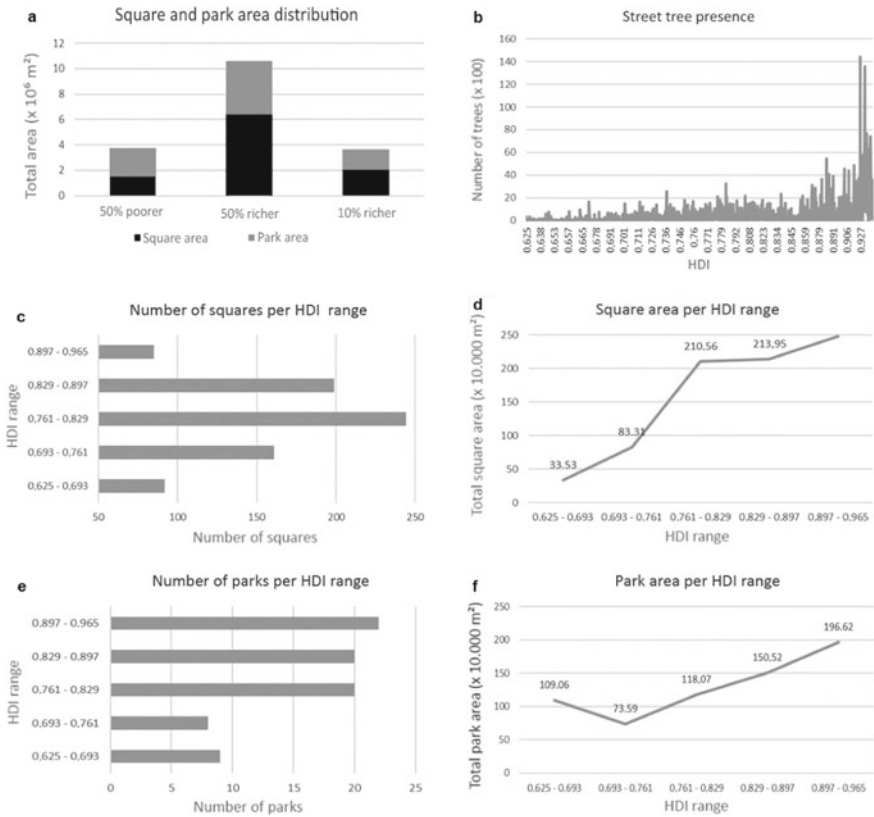 a
Square and park area distribution
Total area (x 10⁶ m²)
12
10
8
6
4
2
0
50% poorer
50% richer
10% richer
Square area
Park area
b
Street tree presence
Number of trees (x 100)
160
140
120
100
80
60
40
20
0
0,625
0,638
0,653
0,657
0,665
0,678
0,691
0,701
0,711
0,726
0,736
0,746
0,76
0,771
0,779
0,792
0,808
0,823
0,834
0,845
0,859
0,879
0,891
0,906
0,927
HDI
c
Number of squares per HDI range
HDI range
0,897 - 0,965
0,829 - 0,897
0,761 - 0,829
0,693 - 0,761
0,625 - 0,693
50
100
150
200
250
Number of squares
d
Square area per HDI range
Total square area (x 10.000 m²)
250
200
150
100
50
0
33.53
83.31
210,56
213,95
0.625 - 0.693
0.693 - 0.761
0.761 - 0.829
0.829 - 0.897
0.897 - 0.965
HDI range
e
Number of parks per HDI range
HDI range
0.897 - 0.965
0.829 - 0.897
0.761 - 0.829
0,693 - 0,761
0,625 - 0,693
0
5
10
15
20
25
Number of parks
f
Park area per HDI range
Total park area (x 10.000 m²)
250
200
150
100
50
0
109.06
73.59
118,07
150,52
196.62
0.625 - 0.693
0.693 - 0.761
0.761 - 0.829
0.829 - 0.897
0.897 - 0.965
HDI range